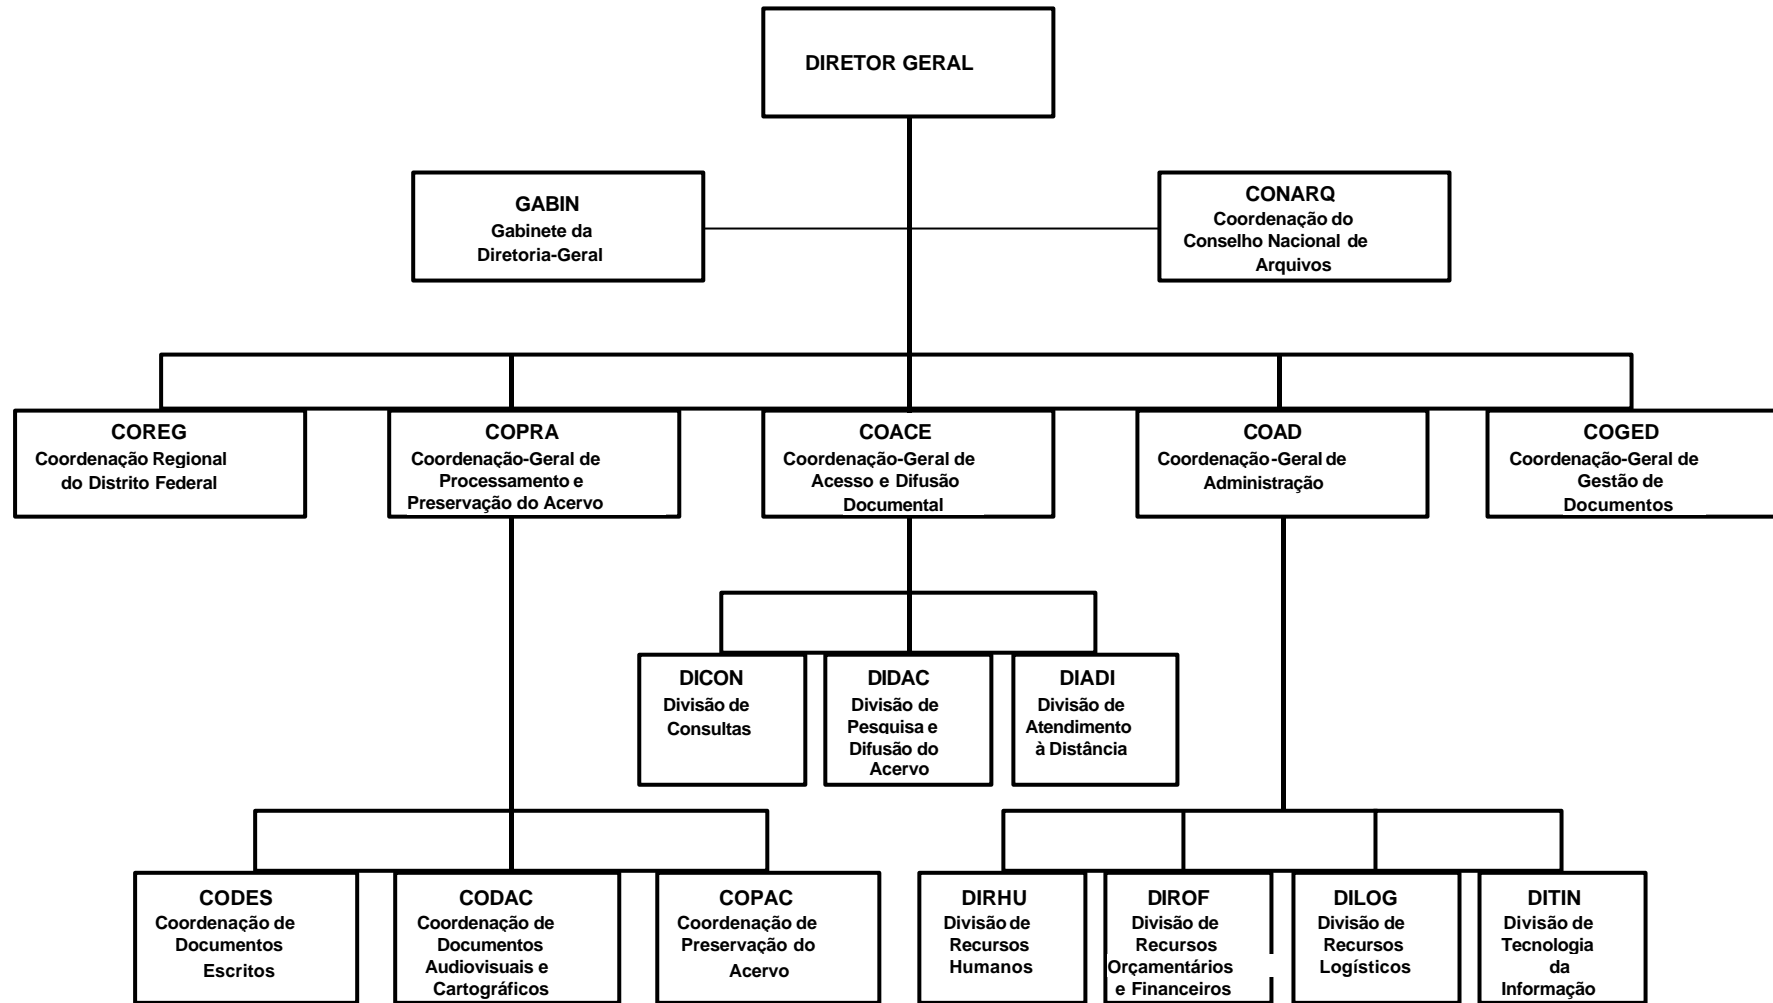 DIRETOR GERAL
GABIN
Gabinete da
Diretoria-Geral
CONARQ
Coordenação do
Conselho Nacional de
Arquivos
COREG
Coordenação Regional
do Distrito Federal
COPRA
Coordenação-Geral de
Processamento e
Preservação do Acervo
COACE
Coordenação-Geral de
Acesso e Difusão
Documental
COAD
Coordenação-Geral de
Administração
COGED
Coordenação-Geral de
Gestão de
Documentos
DICON
Divisão de
Consultas
DIDAC
Divisão de
Pesquisa e
Difusão do
Acervo
DIADI
Divisão de
Atendimento
à Distância
CODES
Coordenação de
Documentos
Escritos
CODAC
Coordenação de
Documentos
Audiovisuais e
Cartográficos
COPAC
Coordenação de
Preservação do
Acervo
DIRHU
Divisão de
Recursos
Humanos
DIROF
Divisão de
Recursos
Orçamentários
e Financeiros
DILOG
Divisão de
Recursos
Logísticos
DITIN
Divisão de
Tecnologia
da
Informação